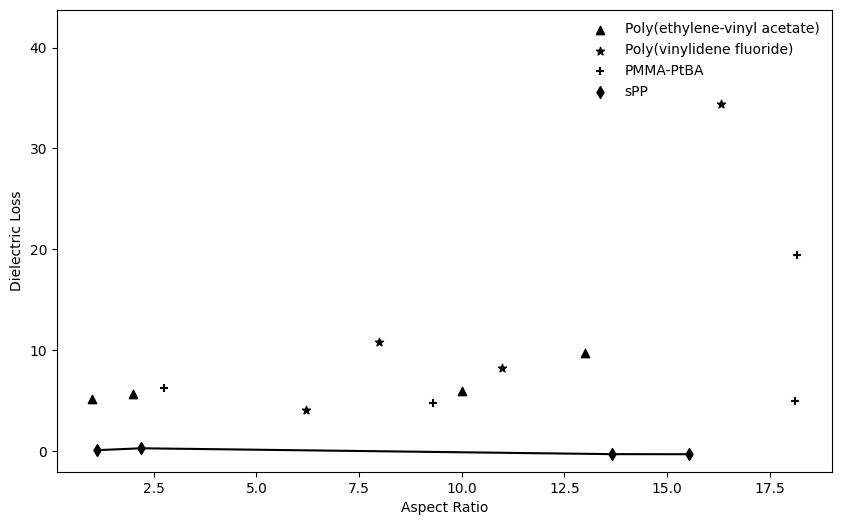 Poly(ethylene-vinyl acetate)
Poly(vinylidene fluoride)
PMMA-PtBA
sPP
40
30
20
10
0
Dielectric Loss
2.5 5.0 7.5 10.0 12.5 15.0 17.5
Aspect Ratio